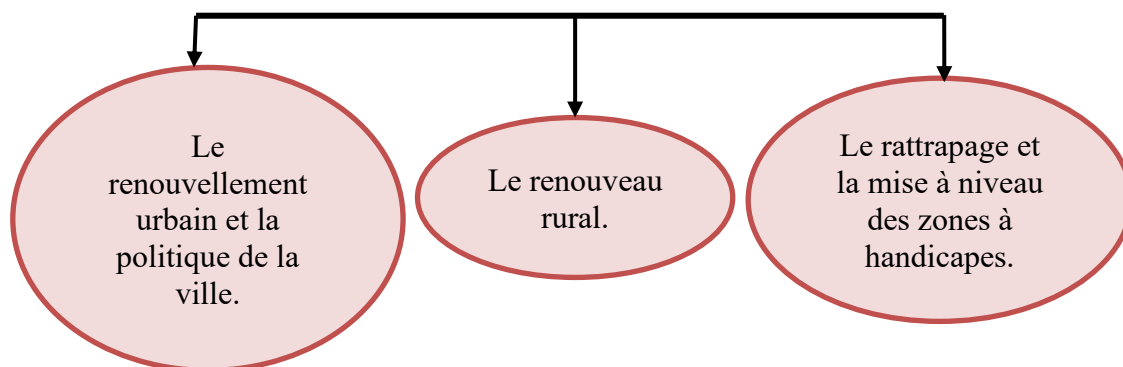 Le
renouvellement
urbain et la
politique de la
ville.
Le renouveau
rural.
Le rattrapage et
la mise à niveau
des zones à
handicapes.